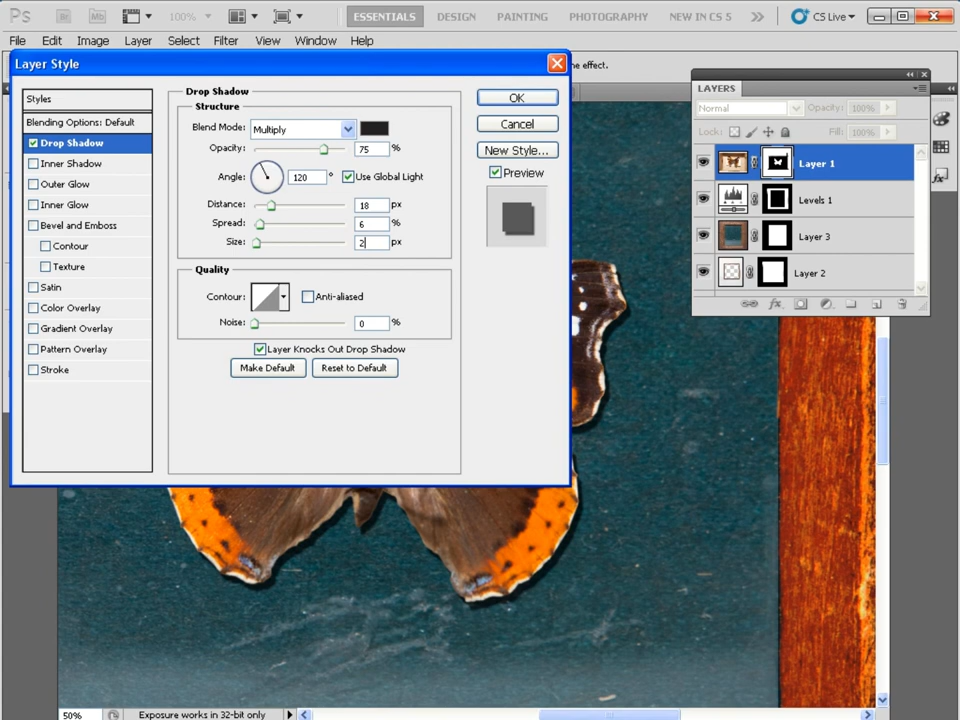 Ps Br Mb 100% ESSENTIALS DESIGN PAINTING PHOTOGRAPHY NEW IN CS 5 CS Live
File Edit Image Layer Select Filter View Window Help
Layer Style
he effect.
Styles
Blending Options: Default
Drop Shadow
Inner Shadow
Outer Glow
Inner Glow
Bevel and Emboss
Contour
Texture
Satin
Color Overlay
Gradient Overlay
Pattern Overlay
Stroke
Drop Shadow
Structure
Blend Mode: Multiply
Opacity: 75 %
Angle: 120 ° Use Global Light
Distance: 18 px
Spread: 6 %
Size: 2 px
Quality
Contour: Anti-aliased
Noise: 0 %
Layer Knocks Out Drop Shadow
Make Default Reset to Default
OK
Cancel
New Style...
Preview
LAYERS
Normal Opacity: 100%
Lock: Fill: 100%
Layer 1
Levels 1
Layer 3
Layer 2
fx
50% Exposure works in 32-bit only